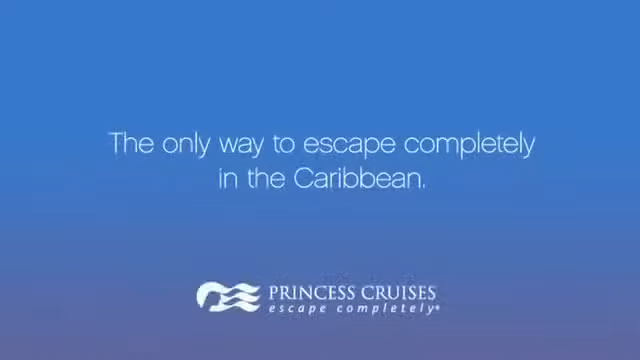 The only way to escape completely
in the Caribbean.
PRINCESS CRUISES
escape completely®